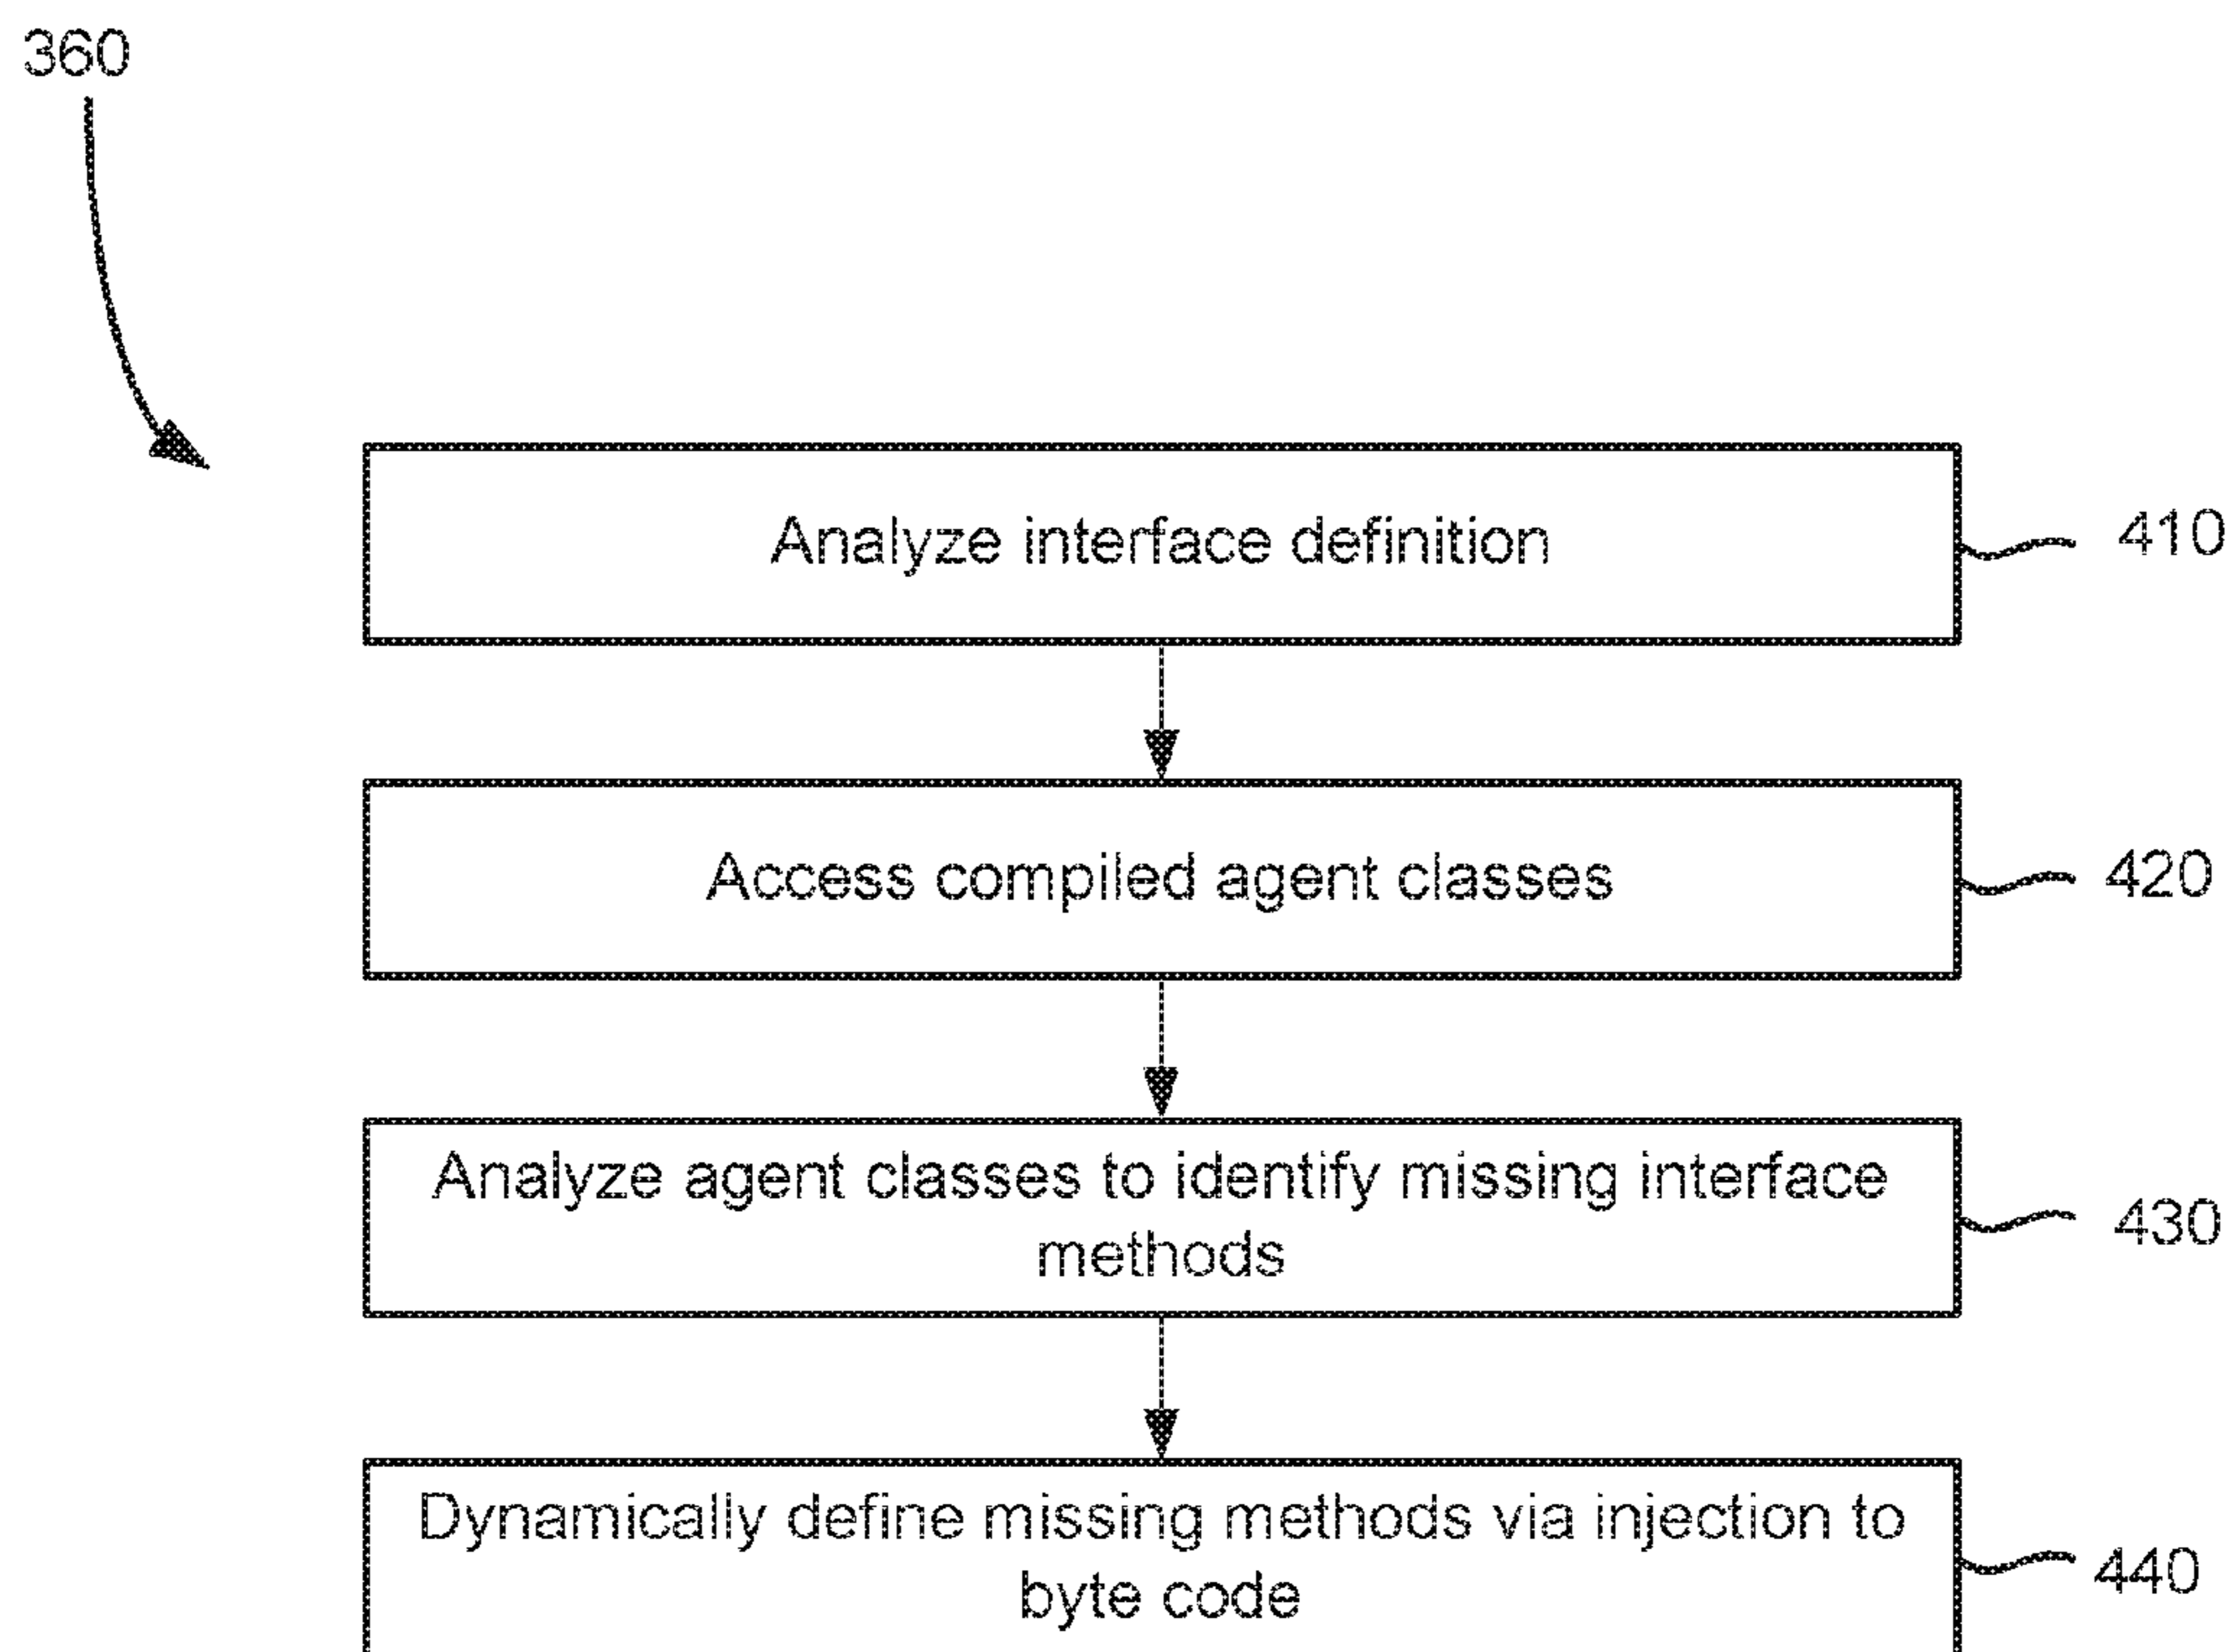 360
Analyze interface definition
410
Access compiled agent classes
420
Analyze agent classes to identify missing interface
methods
430
Dynamically define missing methods via injection to
byte code
440